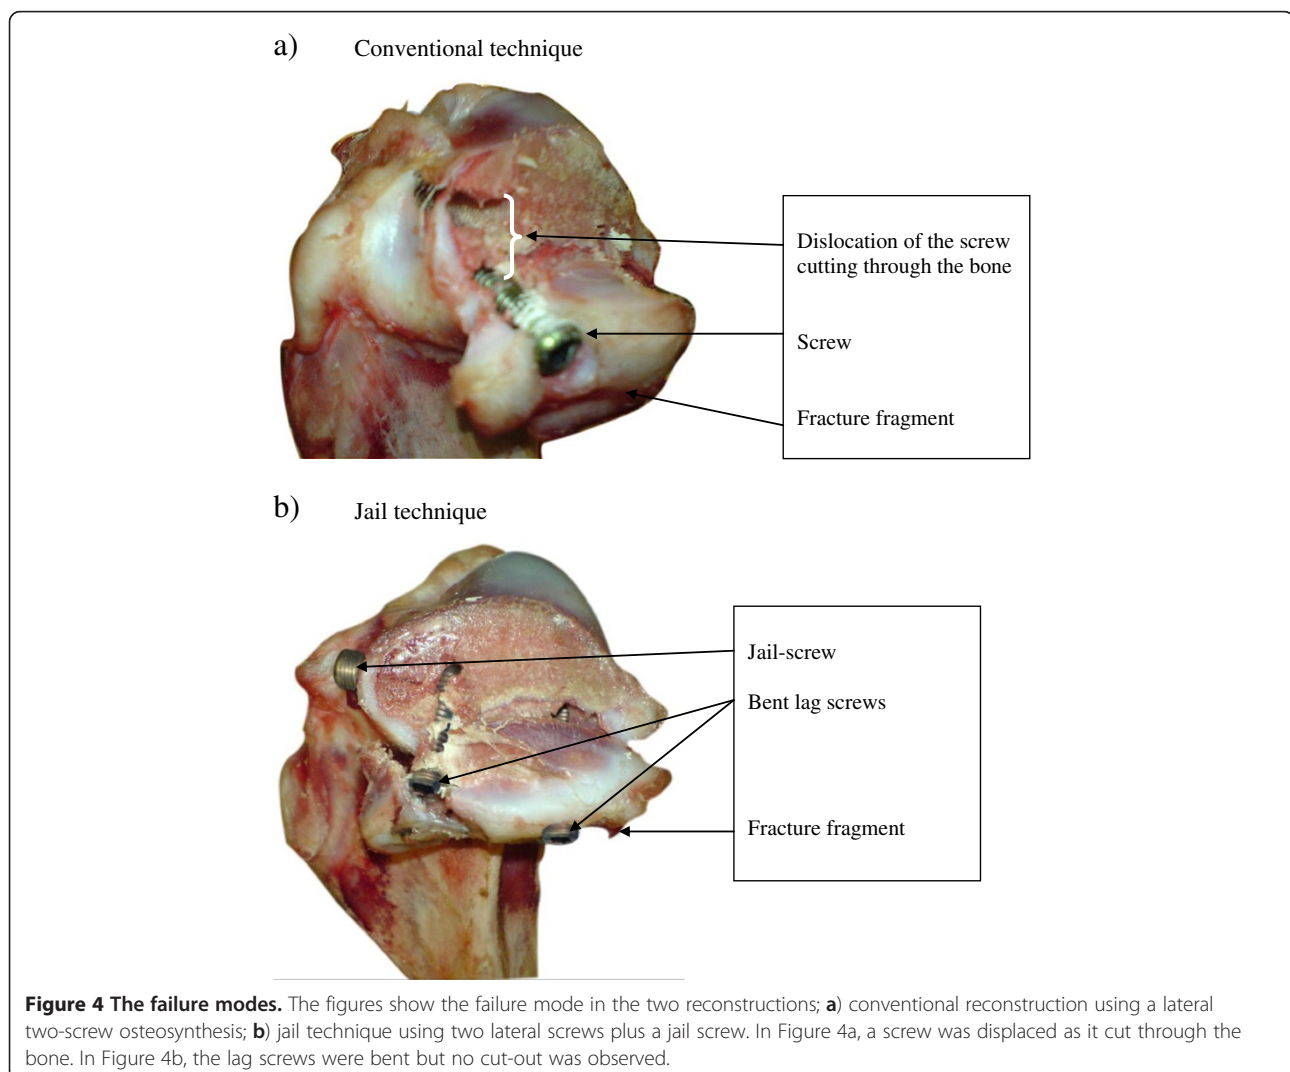 a) Conventional technique
Dislocation of the screw
cutting through the bone
Screw
Fracture fragment
b) Jail technique
Jail-screw
Bent lag screws
Fracture fragment
Figure 4 The failure modes. The figures show the failure mode in the two reconstructions; a) conventional reconstruction using a lateral
two-screw osteosynthesis; b) jail technique using two lateral screws plus a jail screw. In Figure 4a, a screw was displaced as it cut through the
bone. In Figure 4b, the lag screws were bent but no cut-out was observed.